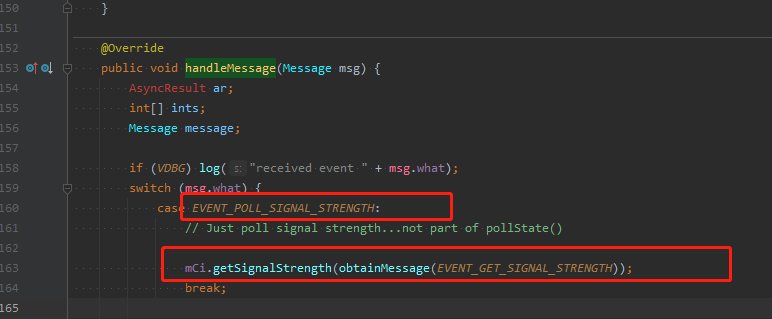 150 }
151
152 @Override
153 public void handleMessage(Message msg) {
154 AsyncResult ar;
155 int[] ints;
156 Message message;
157
158 if (VDBG) log( s: "received event " + msg.what);
159 switch (msg.what) {
160 case EVENT_POLL_SIGNAL_STRENGTH:
161 // Just poll signal strength...not part of pollState()
162
163 mCi.getSignalStrength(obtainMessage(EVENT_GET_SIGNAL_STRENGTH));
164 break;
165